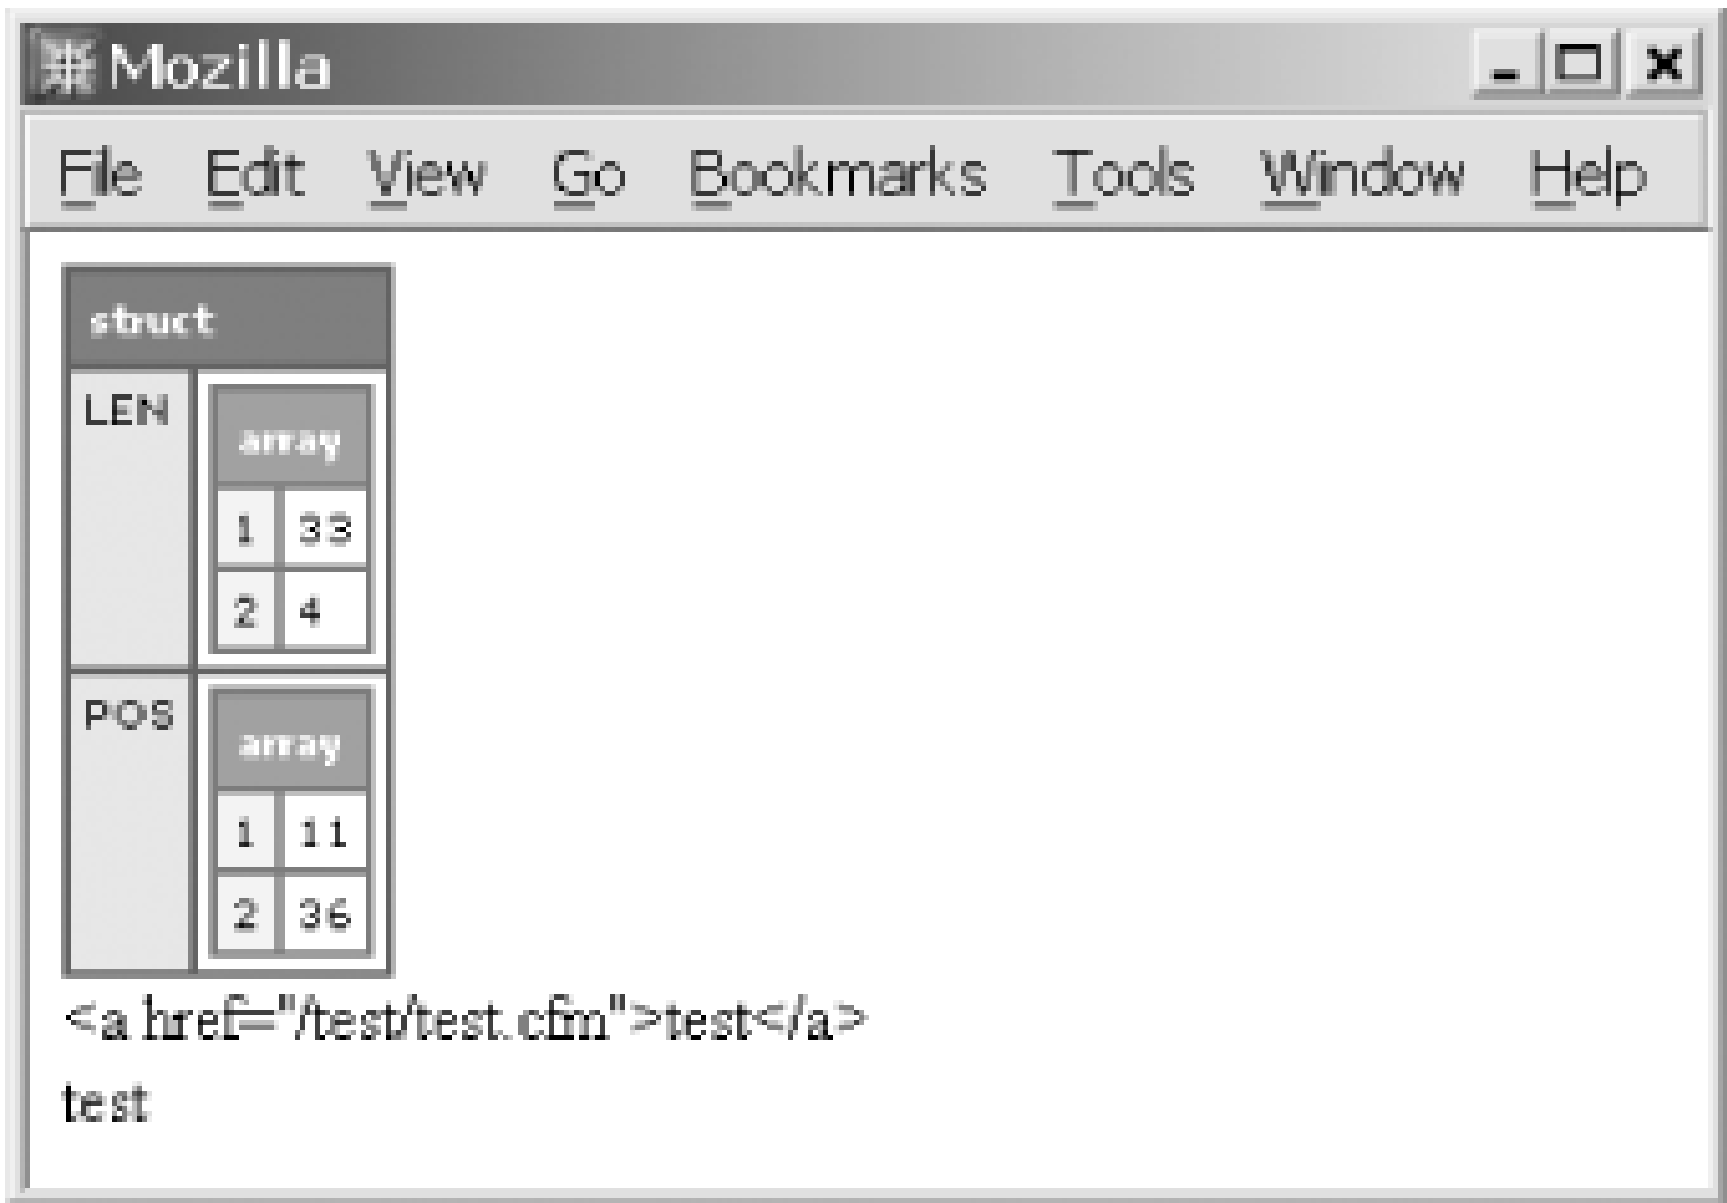 Mozilla
File Edit View Go Bookmarks Tools Window Help
struct
LEN
array
1 33
2 4
POS
array
1 11
2 36
<a href="/test/test.cfm">test</a>
test